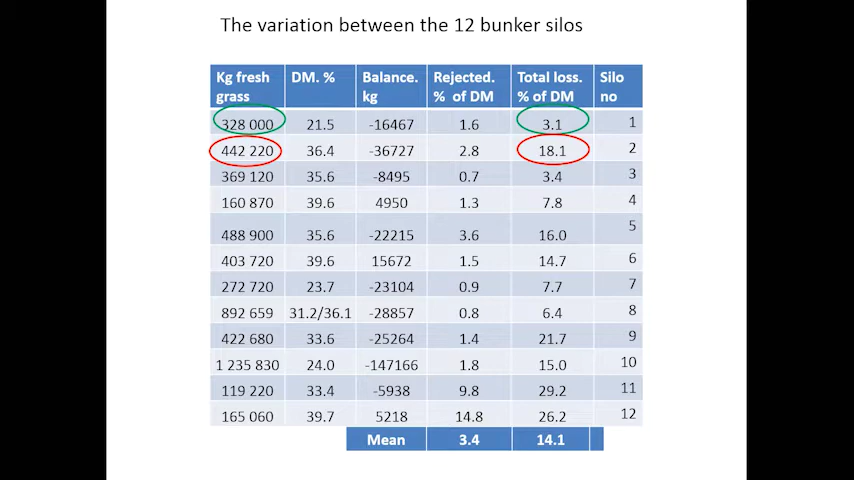 The variation between the 12 bunker silos
Kg fresh grass DM. % Balance. kg Rejected. % of DM Total loss. % of DM Silo no
328 000 21.5 -16467 1.6 3.1 1
442 220 36.4 -36727 2.8 18.1 2
369 120 35.6 -8495 0.7 3.4 3
160 870 39.6 4950 1.3 7.8 4
488 900 35.6 -22215 3.6 16.0 5
403 720 39.6 15672 1.5 14.7 6
272 720 23.7 -23104 0.9 7.7 7
892 659 31.2/36.1 -28857 0.8 6.4 8
422 680 33.6 -25264 1.4 21.7 9
1 235 830 24.0 -147166 1.8 15.0 10
119 220 33.4 -5938 9.8 29.2 11
165 060 39.7 5218 14.8 26.2 12
Mean 3.4 14.1